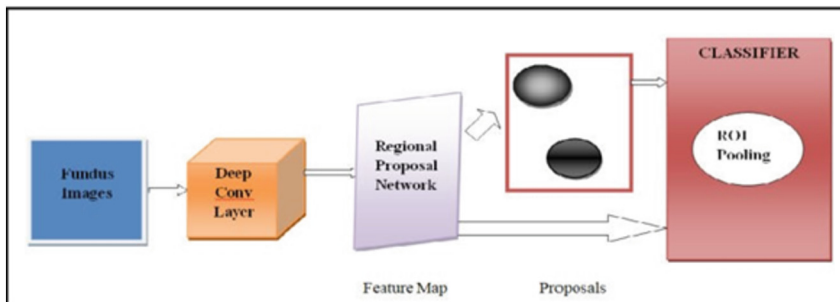 Fundus
Images
Deep
Conv
Layer
Regional
Proposal
Network
CLASSIFIER
ROI
Pooling
Feature Map
Proposals